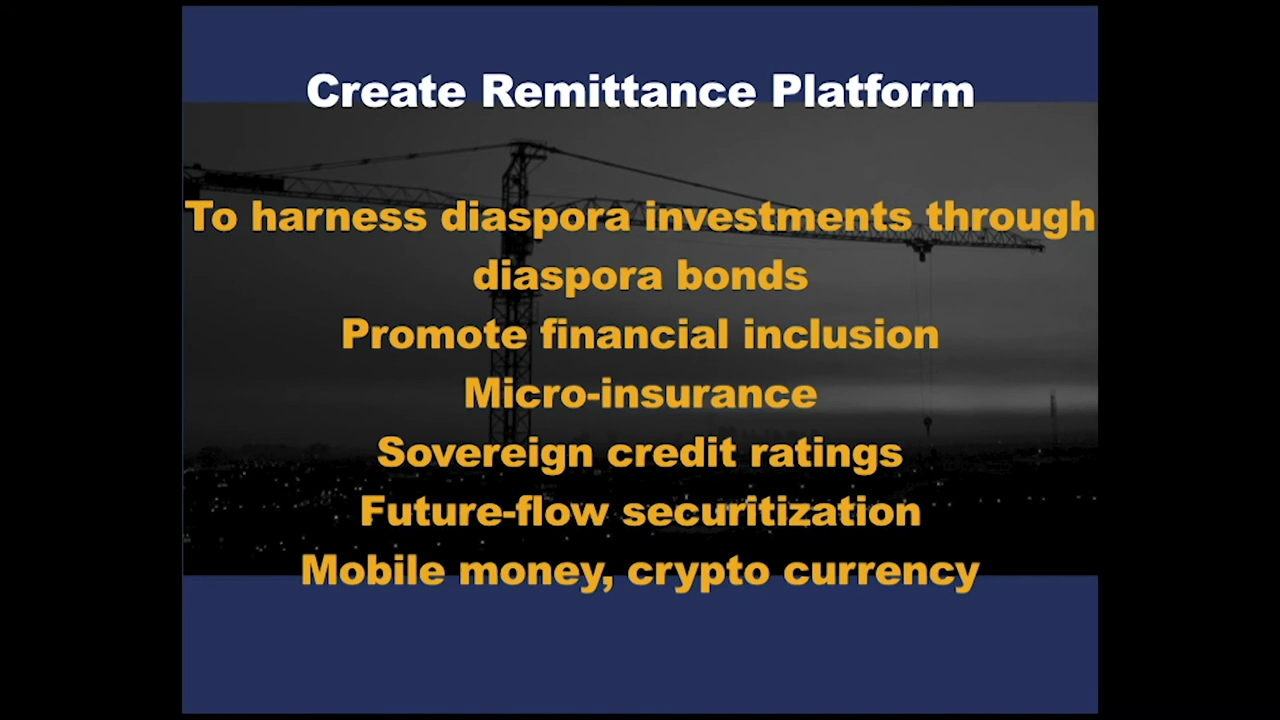 Create Remittance Platform
To harness diaspora investments through
diaspora bonds
Promote financial inclusion
Micro-insurance
Sovereign credit ratings
Future-flow securitization
Mobile money, crypto currency